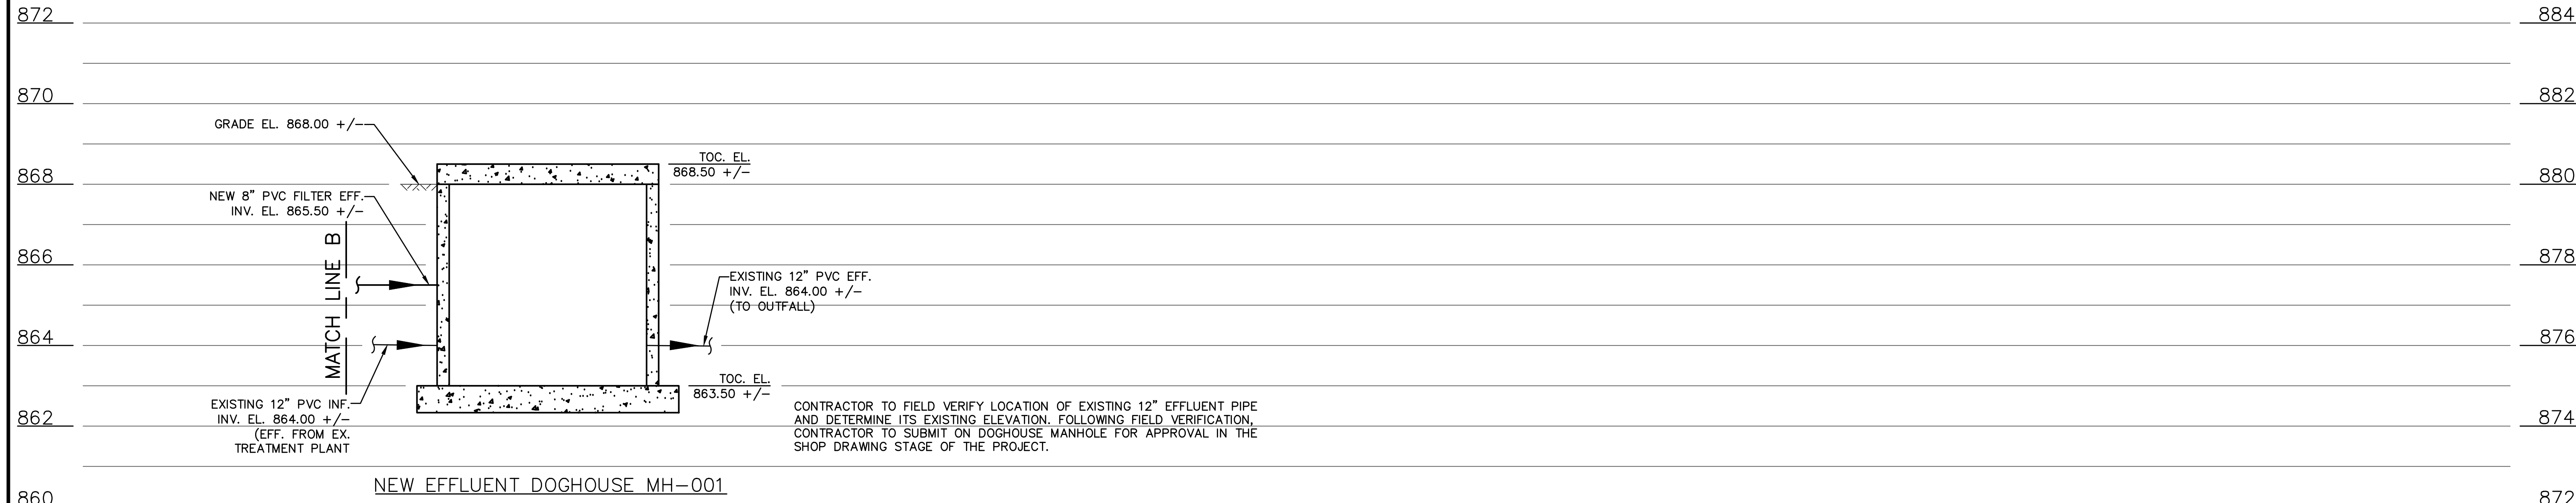 872
884
870
882
GRADE EL. 868.00 +/-
TOC. EL.
868.50 +/-
868
880
NEW 8" PVC FILTER EFF.
INV. EL. 865.50 +/-
MATCH LINE B
866
878
EXISTING 12" PVC EFF.
INV. EL. 864.00 +/-
(TO OUTFALL)
864
876
TOC. EL.
863.50 +/-
EXISTING 12" PVC INF.
INV. EL. 864.00 +/-
(EFF. FROM EX.
TREATMENT PLANT
CONTRACTOR TO FIELD VERIFY LOCATION OF EXISTING 12" EFFLUENT PIPE
AND DETERMINE ITS EXISTING ELEVATION. FOLLOWING FIELD VERIFICATION,
CONTRACTOR TO SUBMIT ON DOGHOUSE MANHOLE FOR APPROVAL IN THE
SHOP DRAWING STAGE OF THE PROJECT.
862
874
NEW EFFLUENT DOGHOUSE MH-001
860
872